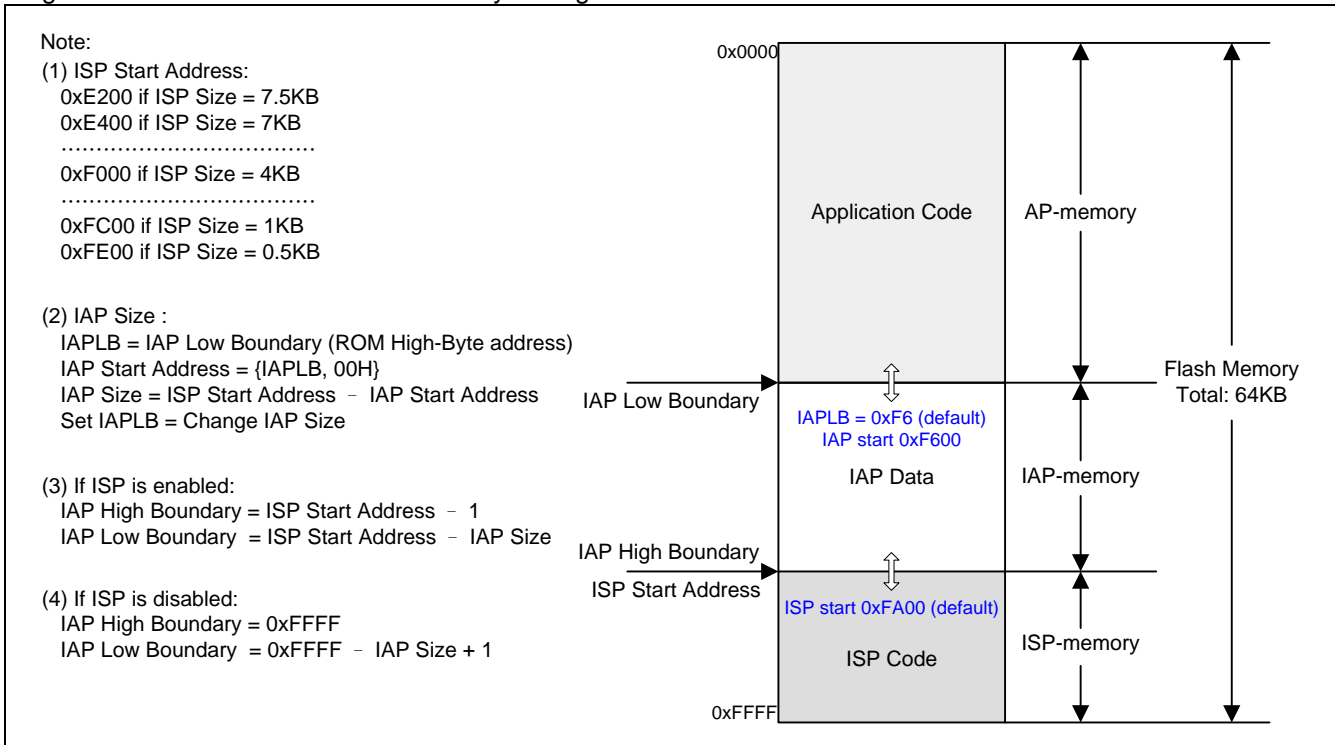 Note:
(1) ISP Start Address:
0xE200 if ISP Size = 7.5KB
0xE400 if ISP Size = 7KB
………………………………
0xF000 if ISP Size = 4KB
………………………………
0xFC00 if ISP Size = 1KB
0xFE00 if ISP Size = 0.5KB
(2) IAP Size :
IAPLB = IAP Low Boundary (ROM High-Byte address)
IAP Start Address = {IAPLB, 00H}
IAP Size = ISP Start Address – IAP Start Address
Set IAPLB = Change IAP Size
(3) If ISP is enabled:
IAP High Boundary = ISP Start Address – 1
IAP Low Boundary = ISP Start Address – IAP Size
(4) If ISP is disabled:
IAP High Boundary = 0xFFFF
IAP Low Boundary = 0xFFFF – IAP Size + 1
0x0000
Application Code
AP-memory
Flash Memory
Total: 64KB
IAP Low Boundary
IAPLB = 0xF6 (default)
IAP start 0xF600
IAP Data
IAP-memory
IAP High Boundary
ISP Start Address
ISP start 0xFA00 (default)
ISP Code
ISP-memory
0xFFFF